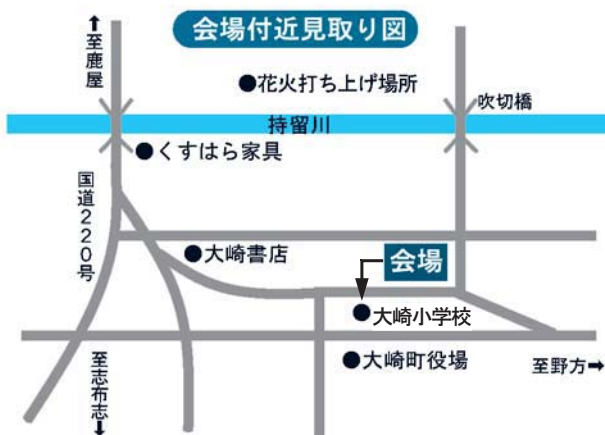 会場付近見取り図
↑至鹿屋
●花火打ち上げ場所
吹切橋
持留川
●くすはら家具
国道220号
●大崎書店
会場
●大崎小学校
●大崎町役場
至野方➡
至志布志↓